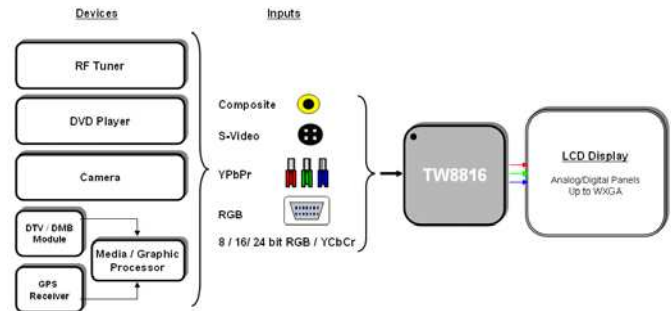 Devices
Inputs
RF Tuner
DVD Player
Camera
DTV / DMB
Module
Media / Graphic
Processor
GPS
Receiver
Composite
S-Video
YPbPr
RGB
8 / 16/ 24 bit RGB / YCbCr
TW8816
LCD Display
Analog/Digital Panels
Up to WXGA